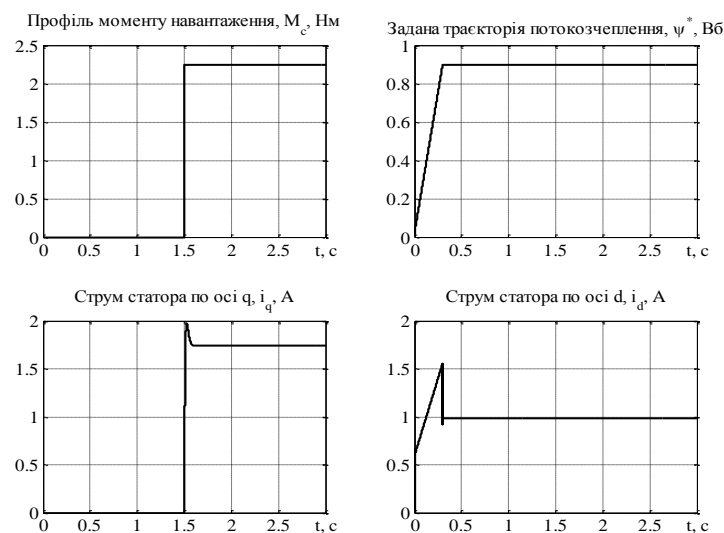 Профіль моменту навантаження, M_c, Нм
2.5
2
1.5
1
0.5
0
0 0.5 1 1.5 2 2.5 t, с
Задана траєкторія потокозчеплення, ψ^*, Вб
1
0.8
0.6
0.4
0.2
0
0 0.5 1 1.5 2 2.5 t, с
Струм статора по осі q, i_q, А
2
1.5
1
0.5
0
0 0.5 1 1.5 2 2.5 t, с
Струм статора по осі d, i_d, А
2
1.5
1
0.5
0
0 0.5 1 1.5 2 2.5 t, с